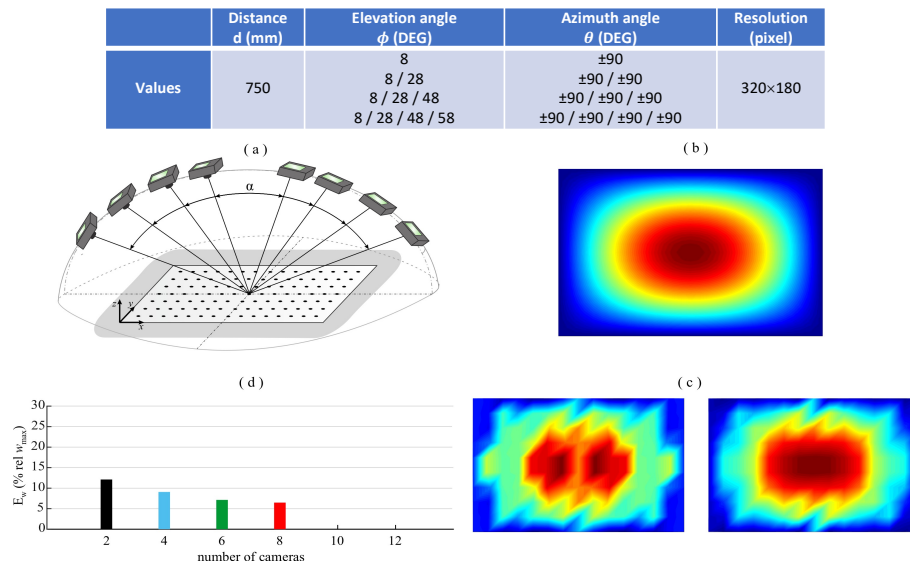 Distance d (mm) Elevation angle ϕ (DEG) Azimuth angle θ (DEG) Resolution (pixel)
Values 750 8 ±90 320×180
8 / 28 ±90 / ±90
8 / 28 / 48 ±90 / ±90 / ±90
8 / 28 / 48 / 58 ±90 / ±90 / ±90 / ±90
( a )
( b )
α
z
y
x
( d )
( c )
E_w (% rel w_max)
30
25
20
15
10
5
0
2 4 6 8 10 12
number of cameras